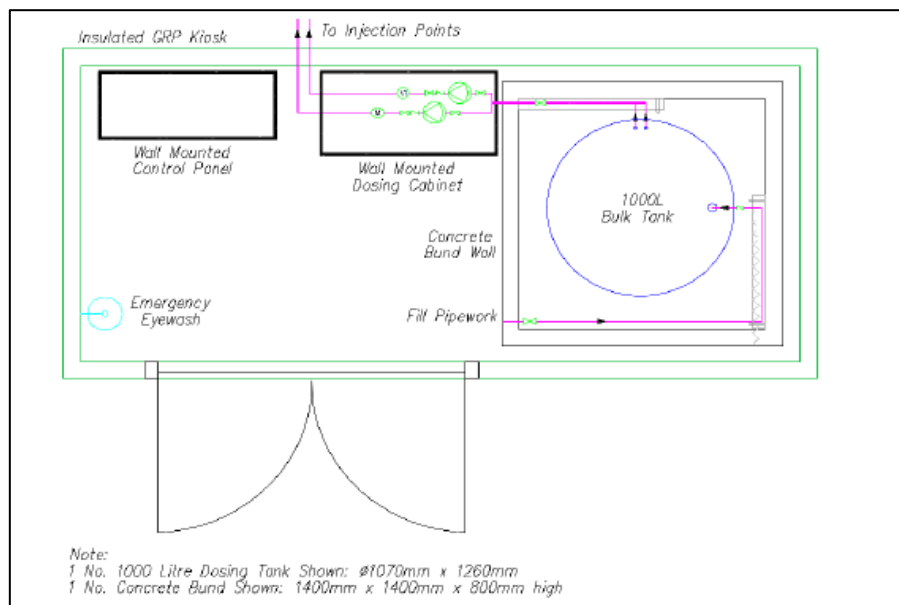 Insulated GRP Kiosk
To Injection Points
Wall Mounted
Control Panel
Wall Mounted
Dosing Cabinet
1000L
Bulk Tank
Concrete
Bund Wall
Emergency
Eyewash
Fill Pipework
Note:
1 No. 1000 Litre Dosing Tank Shown: ø1070mm x 1260mm
1 No. Concrete Bund Shown: 1400mm x 1400mm x 800mm high